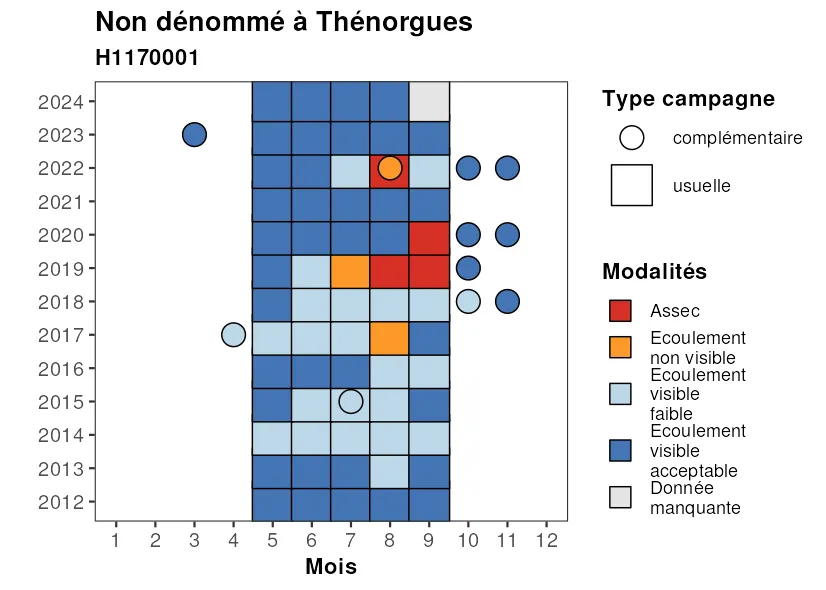 Non dénommé à Thénorgues
H1170001
2024
2023
2022
2021
2020
2019
2018
2017
2016
2015
2014
2013
2012
1 2 3 4 5 6 7 8 9 10 11 12
Mois
Type campagne
complémentaire
usuelle
Modalités
Assec
Ecoulement
non visible
Ecoulement
visible
faible
Ecoulement
visible
acceptable
Donnée
manquante